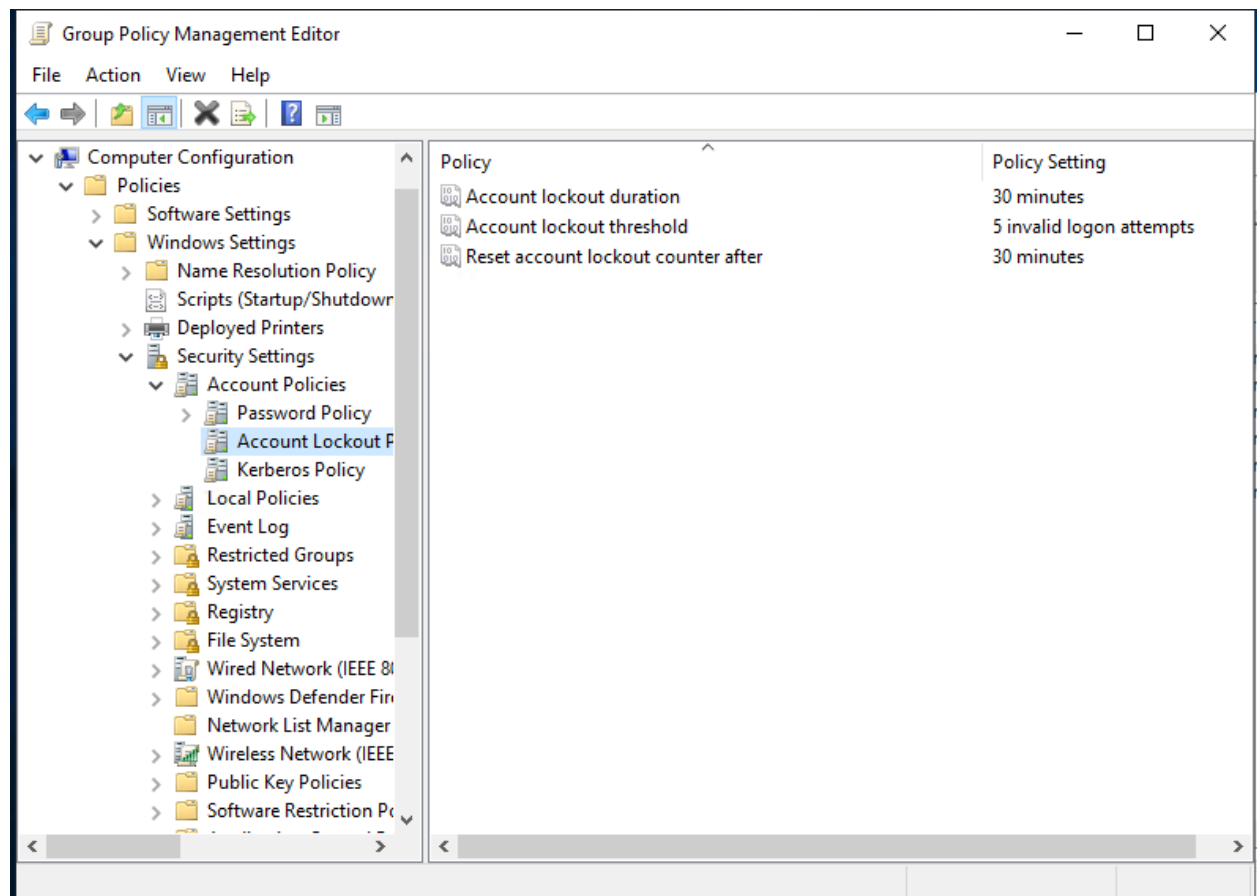 Group Policy Management Editor
File Action View Help
Computer Configuration
Policies
Software Settings
Windows Settings
Name Resolution Policy
Scripts (Startup/Shutdown
Deployed Printers
Security Settings
Account Policies
Password Policy
Account Lockout P
Kerberos Policy
Local Policies
Event Log
Restricted Groups
System Services
Registry
File System
Wired Network (IEEE 80
Windows Defender Fire
Network List Manager
Wireless Network (IEEE
Public Key Policies
Software Restriction Po
Policy Policy Setting
Account lockout duration 30 minutes
Account lockout threshold 5 invalid logon attempts
Reset account lockout counter after 30 minutes